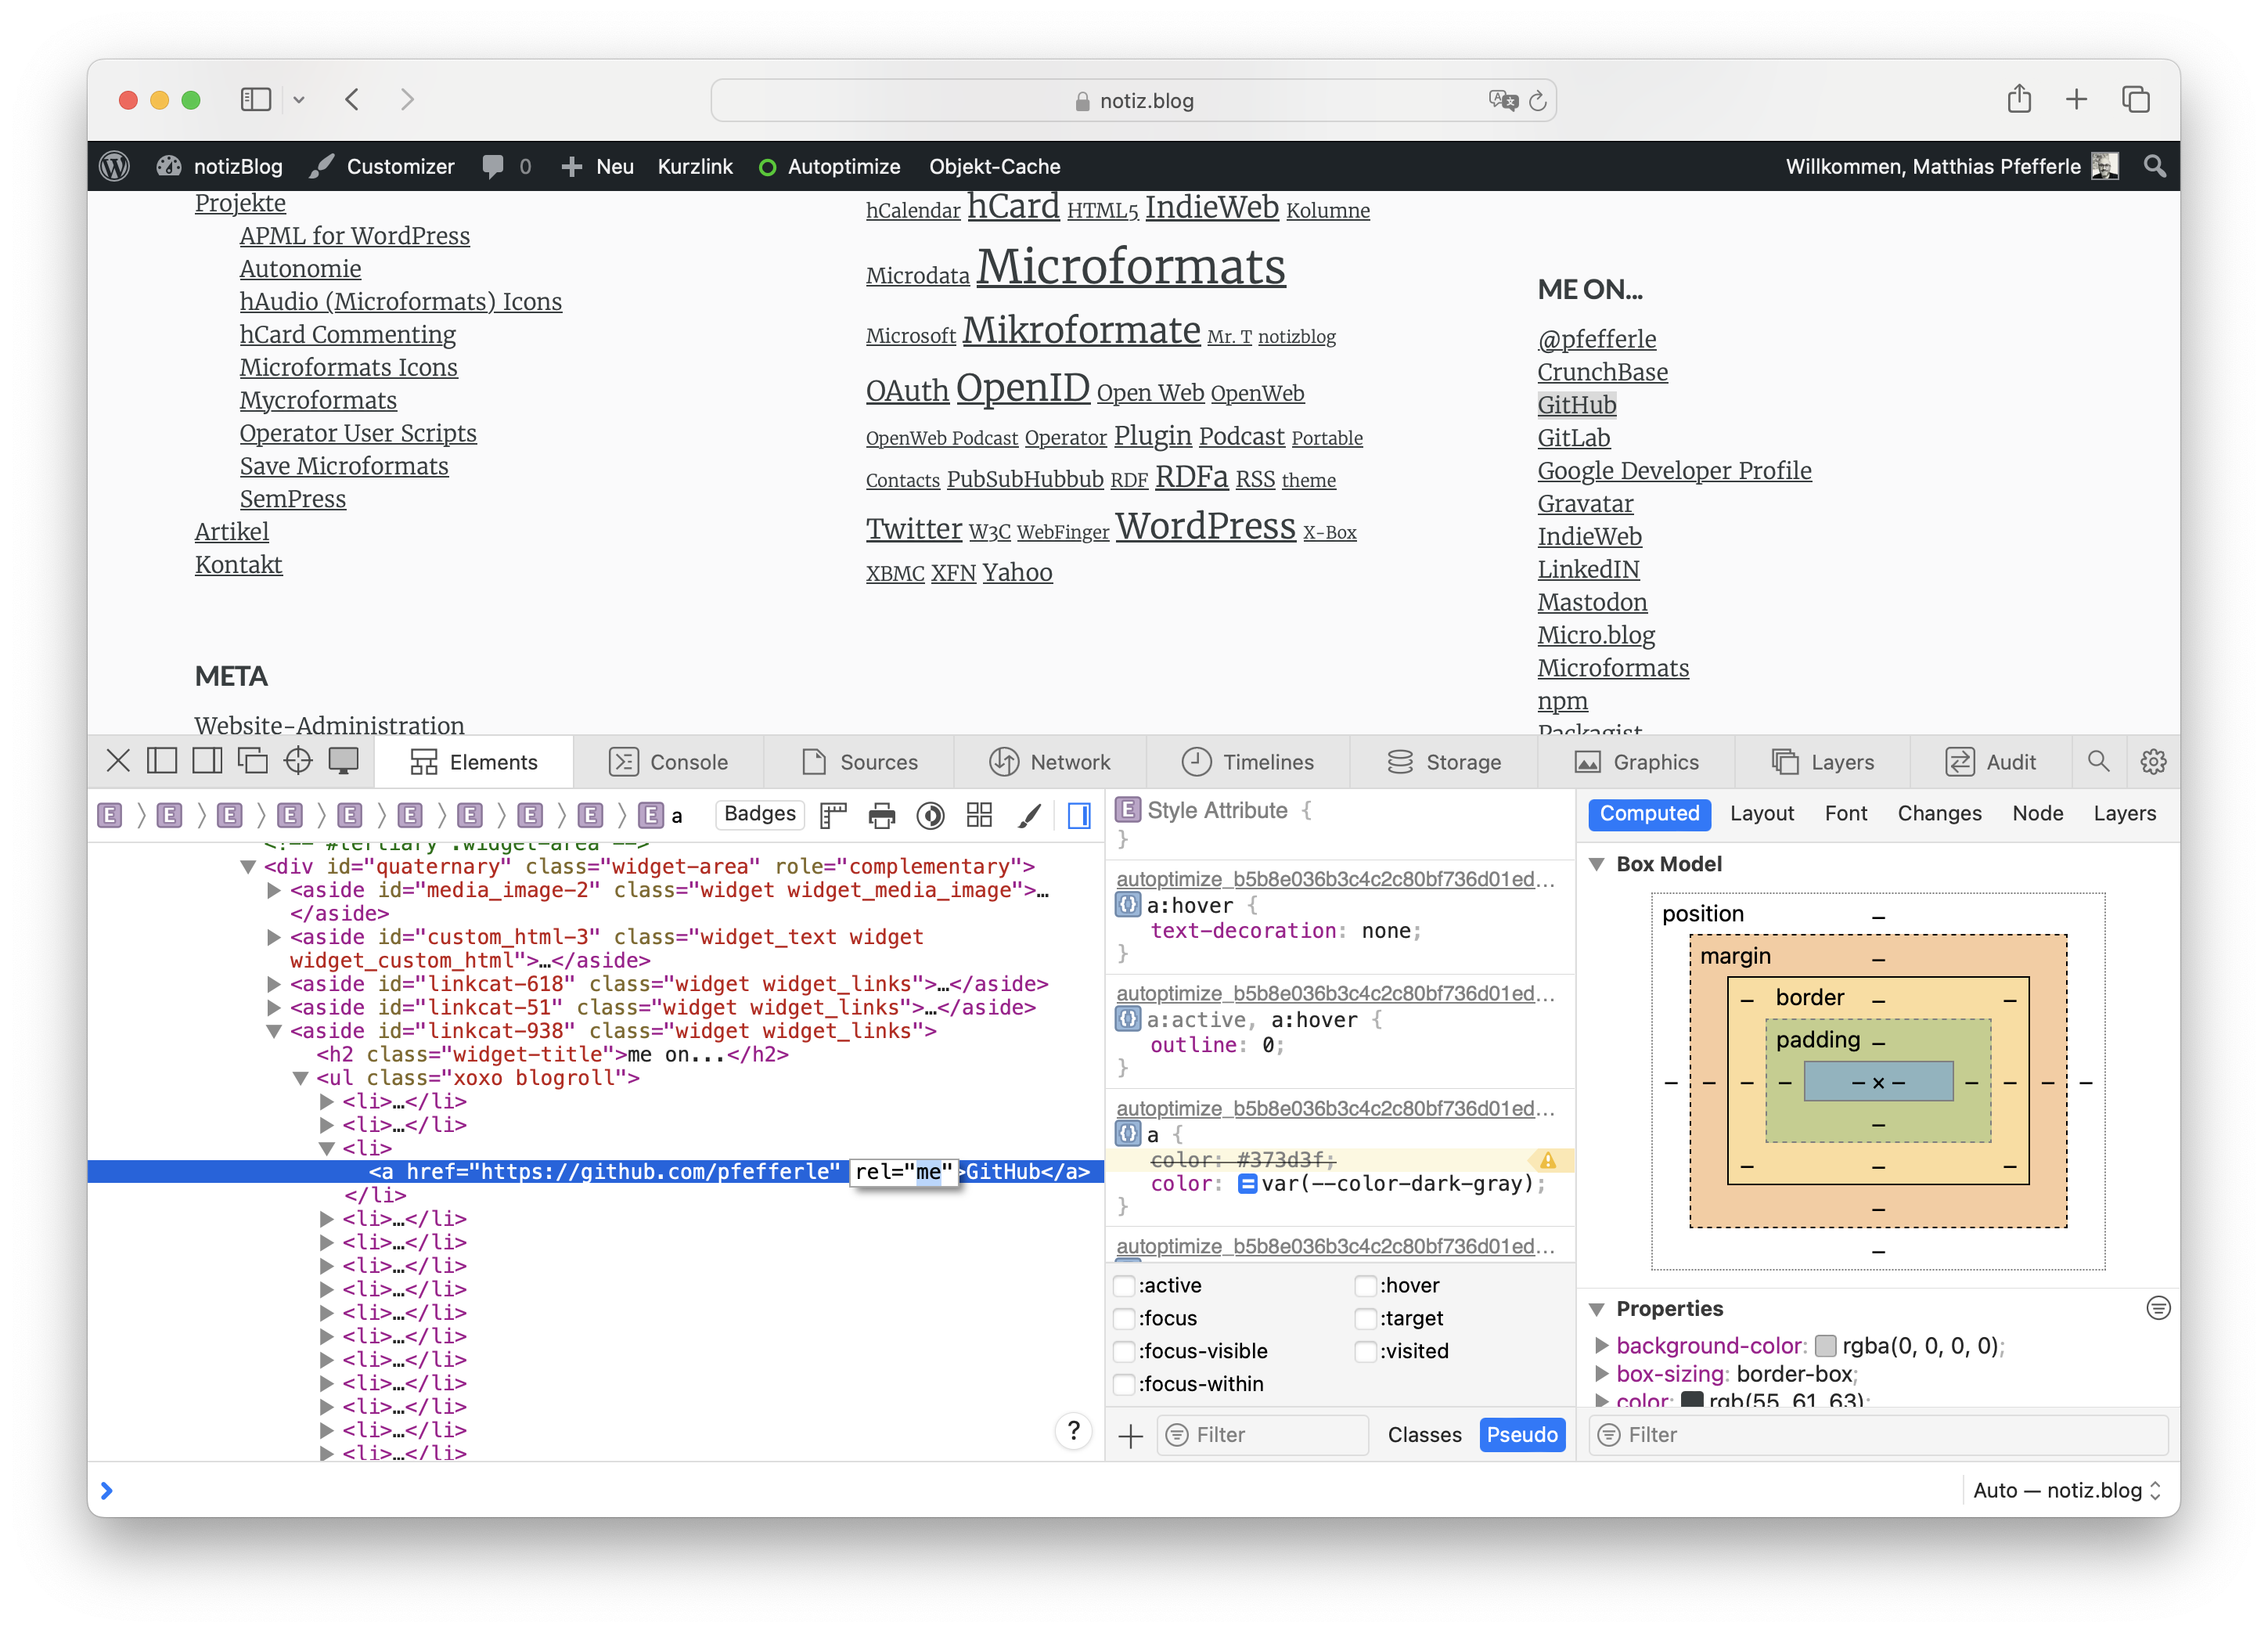 notiz.blog
notizBlog Customizer 0 Neu Kurzlink Autoptimize Objekt-Cache Willkommen, Matthias Pfefferle
Projekte
APML for WordPress
Autonomie
hAudio (Microformats) Icons
hCard Commenting
Microformats Icons
Mycroformats
Operator User Scripts
Save Microformats
SemPress
Artikel
Kontakt
META
Website-Administration
hCalendar hCard HTML5 IndieWeb Kolumne
Microdata Microformats
Microsoft Mikroformate Mr. T notizblog
OAuth OpenID Open Web OpenWeb
OpenWeb Podcast Operator Plugin Podcast Portable
Contacts PubSubHubbub RDF RDFa RSS theme
Twitter W3C WebFinger WordPress X-Box
XBMC XFN Yahoo
ME ON...
@pfefferle
CrunchBase
GitHub
GitLab
Google Developer Profile
Gravatar
IndieWeb
LinkedIN
Mastodon
Micro.blog
Microformats
npm
Packagist
Elements Console Sources Network Timelines Storage Graphics Layers Audit
E E E E E E E E E E a Badges
<!-- #tertiary .widget-area -->
<div id="quaternary" class="widget-area" role="complementary">
<aside id="media_image-2" class="widget widget_media_image">…
</aside>
<aside id="custom_html-3" class="widget_text widget
widget_custom_html">…</aside>
<aside id="linkcat-618" class="widget widget_links">…</aside>
<aside id="linkcat-51" class="widget widget_links">…</aside>
<aside id="linkcat-938" class="widget widget_links">
<h2 class="widget-title">me on...</h2>
<ul class="xoxo blogroll">
<li>…</li>
<li>…</li>
<li>
<a href="https://github.com/pfefferle" rel="me">GitHub</a>
</li>
<li>…</li>
<li>…</li>
<li>…</li>
<li>…</li>
<li>…</li>
<li>…</li>
<li>…</li>
<li>…</li>
<li>…</li>
<li>…</li>
<li>…</li>
?
E Style Attribute {
}
autoptimize_b5b8e036b3c4c2c80bf736d01ed…
a:hover {
text-decoration: none;
}
autoptimize_b5b8e036b3c4c2c80bf736d01ed…
a:active, a:hover {
outline: 0;
}
autoptimize_b5b8e036b3c4c2c80bf736d01ed…
a {
color: #373d3f;
color: var(--color-dark-gray);
}
autoptimize_b5b8e036b3c4c2c80bf736d01ed…
:active :hover
:focus :target
:focus-visible :visited
:focus-within
Filter Classes Pseudo
Computed Layout Font Changes Node Layers
Box Model
position –
margin –
– border – –
padding –
– – – – – × – – – – –
–
– – –
–
–
Properties
background-color: rgba(0, 0, 0, 0);
box-sizing: border-box;
color: rgb(55, 61, 63);
Filter
Auto — notiz.blog